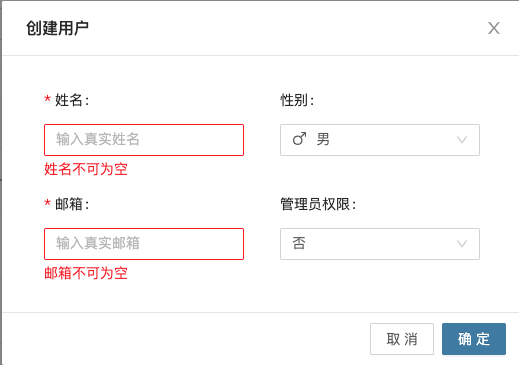 创建用户
* 姓名:
性别:
输入真实姓名
男
姓名不可为空
* 邮箱:
管理员权限:
输入真实邮箱
否
邮箱不可为空
取 消
确 定